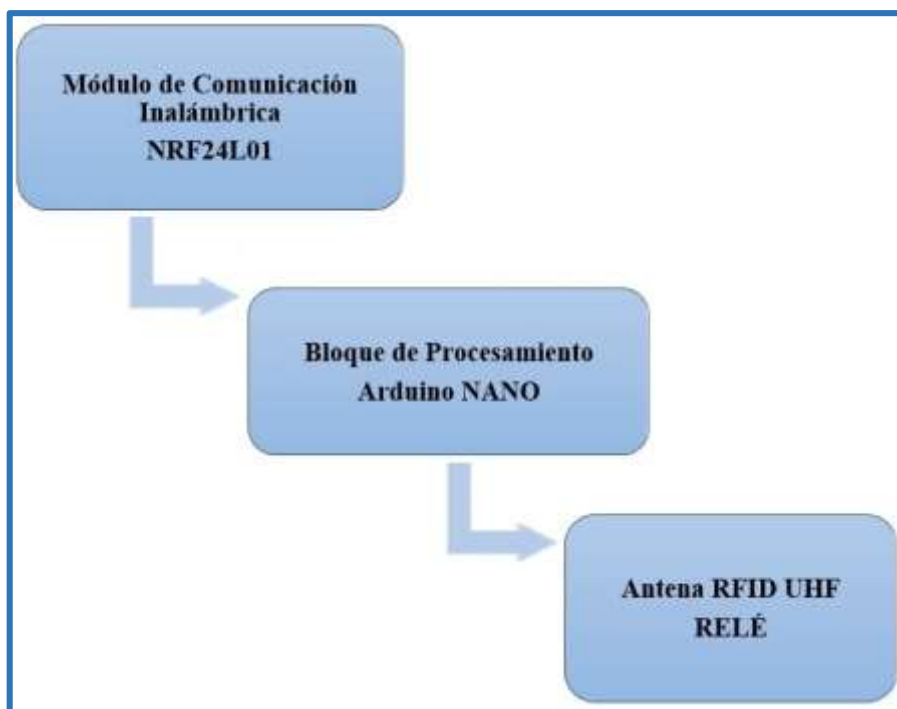 Módulo de Comunicación
Inalámbrica
NRF24L01
Bloque de Procesamiento
Arduino NANO
Antena RFID UHF
RELÉ